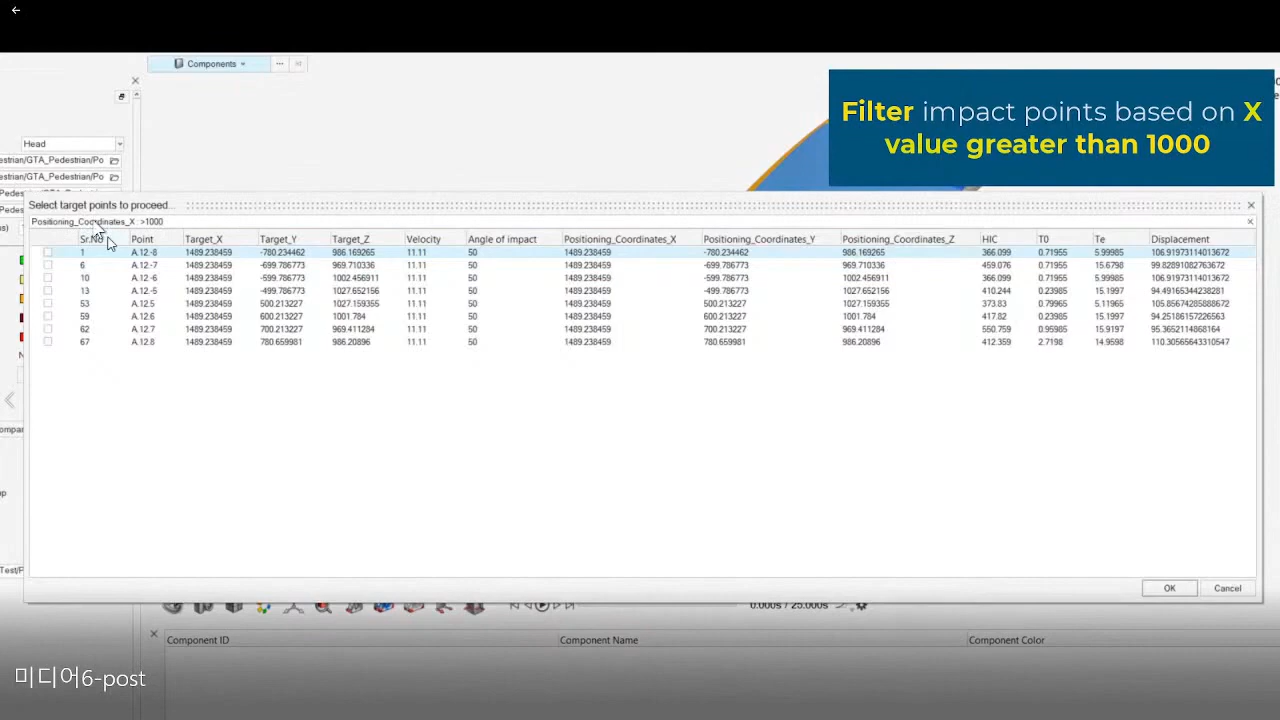 ←
Components
Filter impact points based on X
value greater than 1000
Head
estrian/GTA_Pedestrian/Po
estrian/GTA_Pedestrian/Po
Select target points to proceed...
Positioning_Coordinates_X >1000
Sr.No Point Target_X Target_Y Target_Z Velocity Angle of impact Positioning_Coordinates_X Positioning_Coordinates_Y Positioning_Coordinates_Z HIC T0 Te Displacement
1 A.12.-8 1489.238459 -780.234462 986.169265 11.11 50 1489.238459 -780.234462 986.169265 366.099 0.71955 5.99985 106.91973114013672
6 A.12.-7 1489.238459 -699.786773 969.710336 11.11 50 1489.238459 -699.786773 969.710336 459.076 0.71955 15.6798 99.8289108276367​2
10 A.12.-6 1489.238459 -599.786773 1002.456911 11.11 50 1489.238459 -599.786773 1002.456911 366.099 0.71955 5.99985 106.91973114013672
13 A.12.-5 1489.238459 -499.786773 1027.652156 11.11 50 1489.238459 -499.786773 1027.652156 410.244 0.23985 15.1997 94.49165344238281
53 A.12.5 1489.238459 500.213227 1027.159355 11.11 50 1489.238459 500.213227 1027.159355 373.83 0.79965 5.11965 105.85674285888672
59 A.12.6 1489.238459 600.213227 1001.784 11.11 50 1489.238459 600.213227 1001.784 417.82 0.23985 15.1997 94.25186157226563
62 A.12.7 1489.238459 700.213227 969.411284 11.11 50 1489.238459 700.213227 969.411284 550.759 0.95985 15.9197 95.3652114868164
67 A.12.8 1489.238459 780.659981 986.20896 11.11 50 1489.238459 780.659981 986.20896 412.359 2.7198 14.9598 110.30565643310547
OK Cancel
0.000s / 25.000s
Component ID Component Name Component Color
미디어6-post